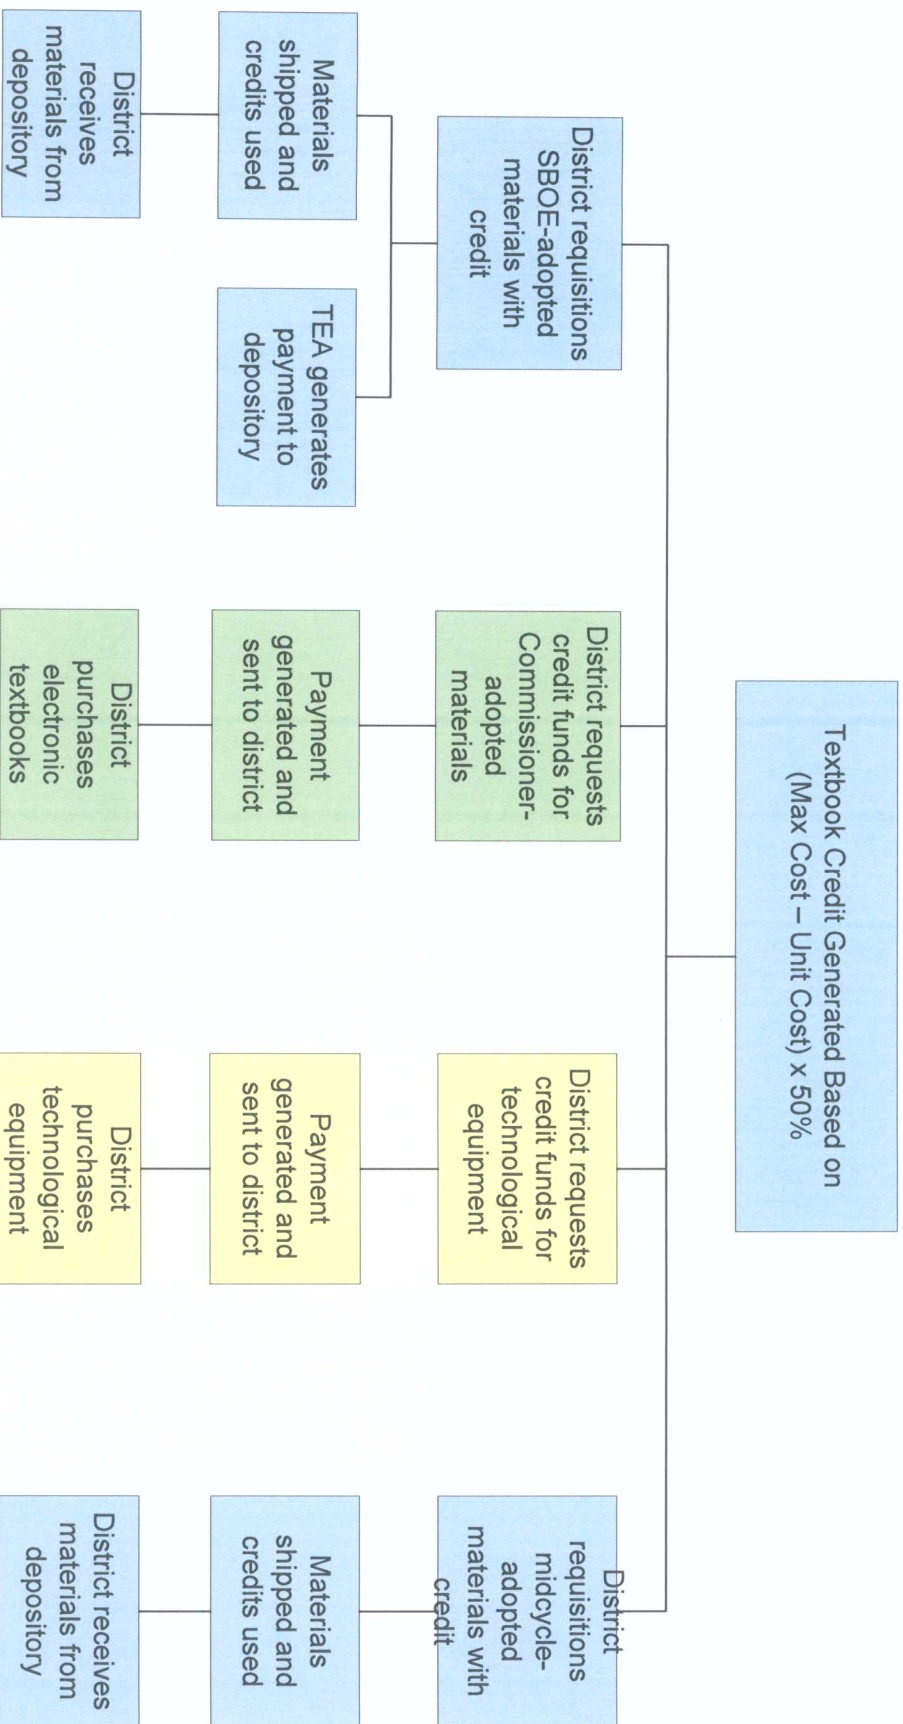 Textbook Credit Generated Based on
(Max Cost – Unit Cost) x 50%
District requisitions
SBOE-adopted
materials with
credit
Materials
shipped and
credits used
District
receives
materials from
depository
TEA generates
payment to
depository
District requests
credit funds for
Commissioner-
adopted
materials
Payment
generated and
sent to district
District
purchases
electronic
textbooks
District requests
credit funds for
technological
equipment
Payment
generated and
sent to district
District
purchases
technological
equipment
District
requisitions
midcycle-
adopted
materials with
credit
Materials
shipped and
credits used
District receives
materials from
depository